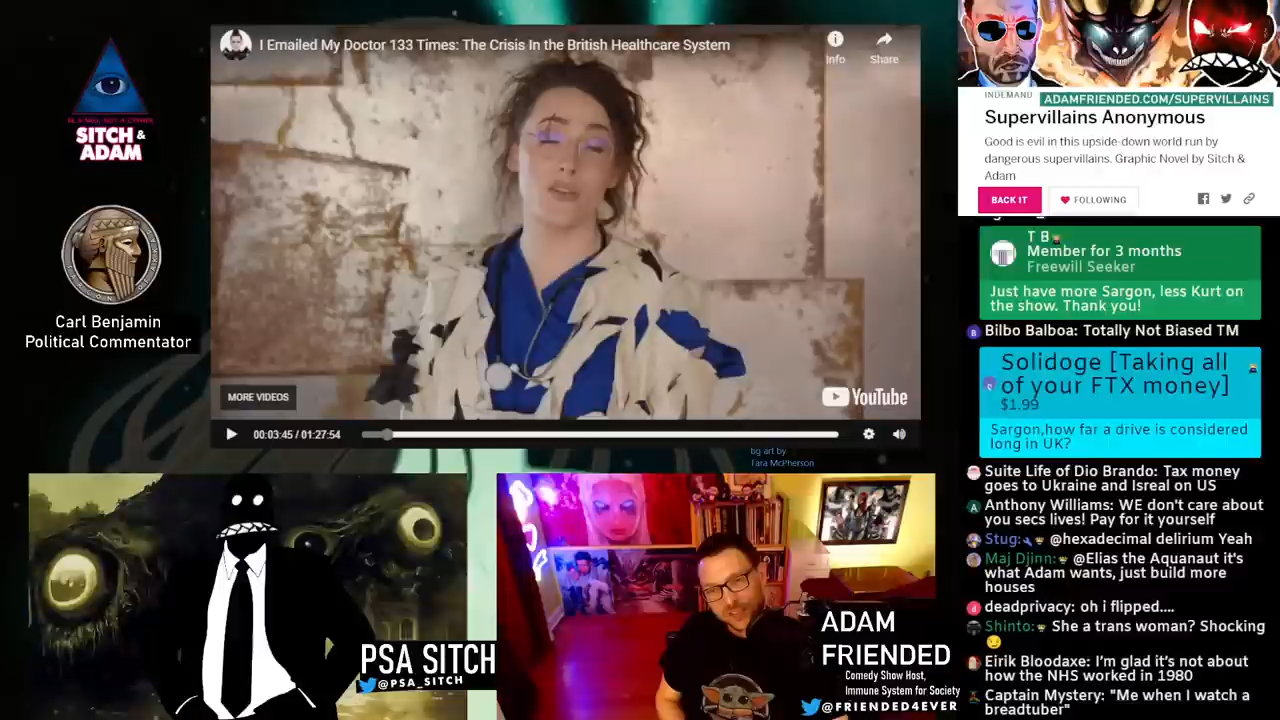 I Emailed My Doctor 133 Times: The Crisis In the British Healthcare System
Info
Share
SITCH &
ADAM
Carl Benjamin
Political Commentator
MORE VIDEOS
YouTube
00:03:45 / 01:27:54
bg art by
Tara McPherson
PSA SITCH
@PSA_SITCH
ADAM
FRIENDED
Comedy Show Host,
Immune System for Society
@FRIENDED4EVER
INDEMAND
ADAMFRIENDED.COM/SUPERVILLAINS
Supervillains Anonymous
Good is evil in this upside-down world run by
dangerous supervillains. Graphic Novel by Sitch &
Adam
BACK IT
FOLLOWING
T B
Member for 3 months
Freewill Seeker
Just have more Sargon, less Kurt on
the show. Thank you!
Bilbo Balboa: Totally Not Biased TM
Solidoge [Taking all
of your FTX money]
$1.99
Sargon,how far a drive is considered
long in UK?
Suite Life of Dio Brando: Tax money
goes to Ukraine and Isreal on US
Anthony Williams: WE don't care about
you secs lives! Pay for it yourself
Stug: @hexadecimal delirium Yeah
Maj Djinn: @Elias the Aquanaut it's
what Adam wants, just build more
houses
deadprivacy: oh i flipped....
Shinto: She a trans woman? Shocking
Eirik Bloodaxe: I'm glad it's not about
how the NHS worked in 1980
Captain Mystery: "Me when I watch a
breadtuber"